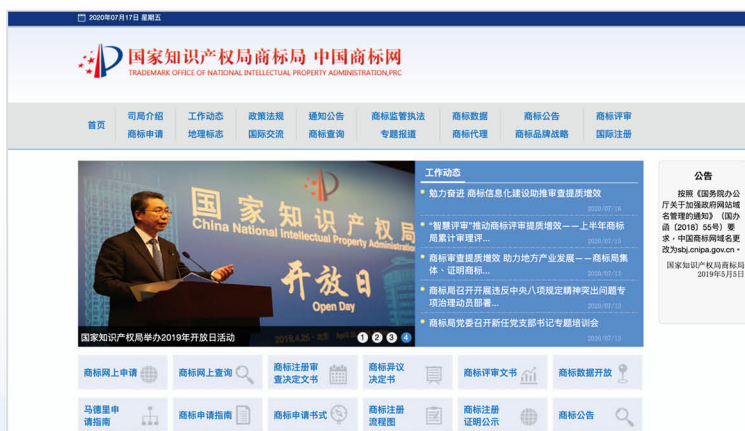 2020年07月17日 星期五
国家知识产权局商标局 中国商标网
TRADEMARK OFFICE OF NATIONAL INTELLECTUAL PROPERTY ADMINISTRATION,PRC
首页
司局介绍 工作动态 政策法规 通知公告 商标监管执法 商标数据 商标公告 商标评审
商标申请 地理标志 国际交流 商标查询 专题报道 商标代理 商标品牌战略 国际注册
国家知识产权局
China National Intellectual Property Administration
开放日
Open Day
2019.4.25
国家知识产权局举办2019年开放日活动
1 2 3 4
工作动态
勠力奋进 商标信息化建设助推审查提质增效
2020/07/16
“智慧评审”推动商标评审提质增效——上半年商标
局累计审理评...
2020/07/15
商标审查提质增效 助力地方产业发展——商标局集
体、证明商标...
2020/07/13
商标局召开开展违反中央八项规定精神突出问题专
项治理动员部署...
2020/07/13
商标局党委召开新任党支部书记专题培训会
2020/07/13
公告
按照《国务院办公
厅关于加强政府网站域
名管理的通知》（国办
函〔2018〕55号）要
求，中国商标网域名更
改为sbj.cnipa.gov.cn。
国家知识产权局商标局
2019年5月5日
商标网上申请
商标网上查询
商标注册审
查决定文书
商标异议
决定书
商标评审文书
商标数据开放
马德里申
请指南
商标申请指南
商标申请书式
商标注册
流程图
商标注册
证明公示
商标公告